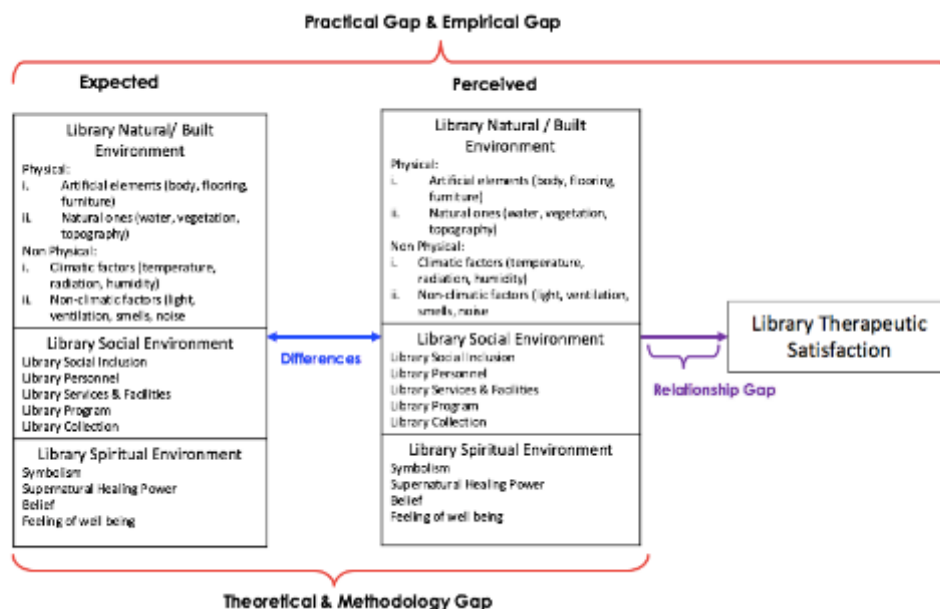 Practical Gap & Empirical Gap
Expected
Library Natural/ Built
Environment
Physical:
i. Artificial elements (body, flooring,
furniture)
ii. Natural ones (water, vegetation,
topography)
Non Physical:
i. Climatic factors (temperature,
radiation, humidity)
ii. Non-climatic factors (light,
ventilation, smells, noise
Library Social Environment
Library Social Inclusion
Library Personnel
Library Services & Facilities
Library Program
Library Collection
Library Spiritual Environment
Symbolism
Supernatural Healing Power
Belief
Feeling of well being
Differences
Perceived
Library Natural / Built
Environment
Physical:
i. Artificial elements (body, flooring,
furniture)
ii. Natural ones (water, vegetation,
topography)
Non Physical:
i. Climatic factors (temperature,
radiation, humidity)
ii. Non-climatic factors (light, ventilation,
smells, noise
Library Social Environment
Library Social Inclusion
Library Personnel
Library Services & Facilities
Library Program
Library Collection
Library Spiritual Environment
Symbolism
Supernatural Healing Power
Belief
Feeling of well being
Relationship Gap
Library Therapeutic
Satisfaction
Theoretical & Methodology Gap